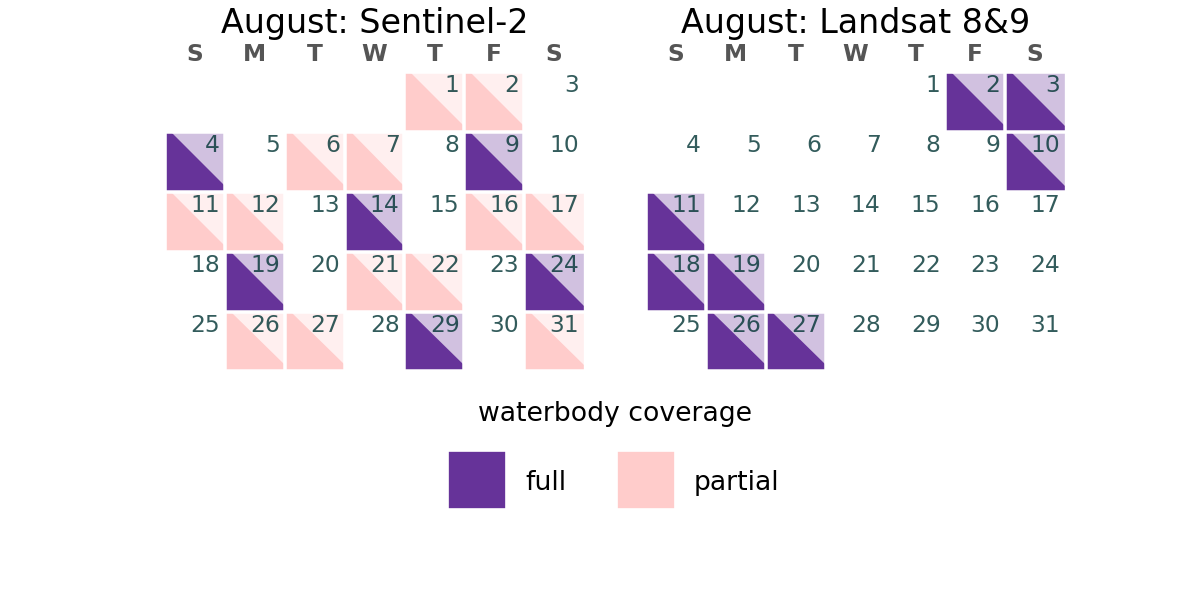 August: Sentinel-2
S M T W T F S
1 2 3
4 5 6 7 8 9 10
11 12 13 14 15 16 17
18 19 20 21 22 23 24
25 26 27 28 29 30 31
August: Landsat 8&9
S M T W T F S
1 2 3
4 5 6 7 8 9 10
11 12 13 14 15 16 17
18 19 20 21 22 23 24
25 26 27 28 29 30 31
waterbody coverage
full partial